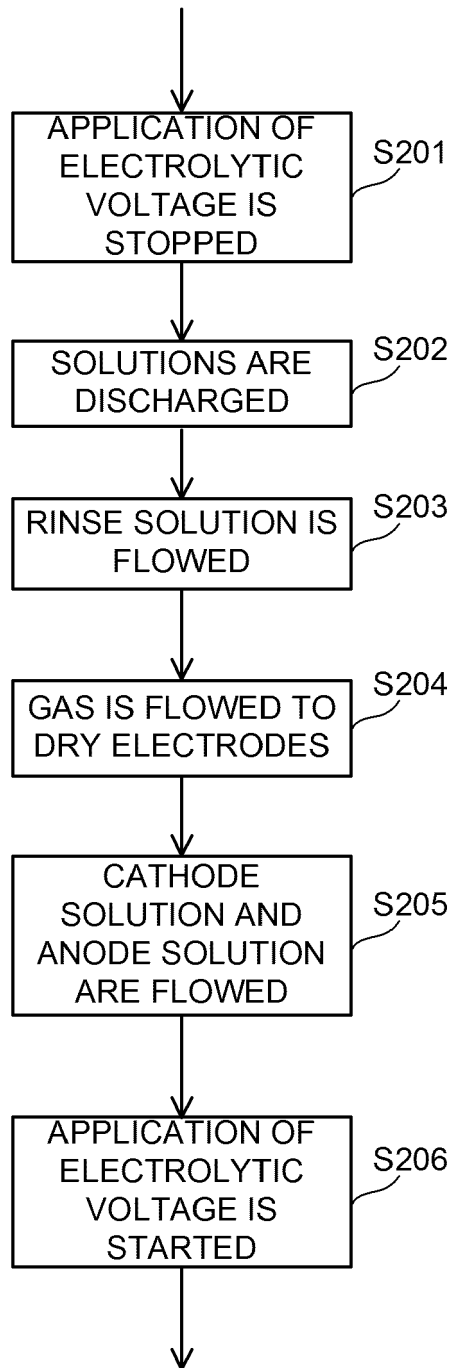 APPLICATION OF
ELECTROLYTIC
VOLTAGE IS
STOPPED
S201
SOLUTIONS ARE
DISCHARGED
S202
RINSE SOLUTION IS
FLOWED
S203
GAS IS FLOWED TO
DRY ELECTRODES
S204
CATHODE
SOLUTION AND
ANODE SOLUTION
ARE FLOWED
S205
APPLICATION OF
ELECTROLYTIC
VOLTAGE IS
STARTED
S206